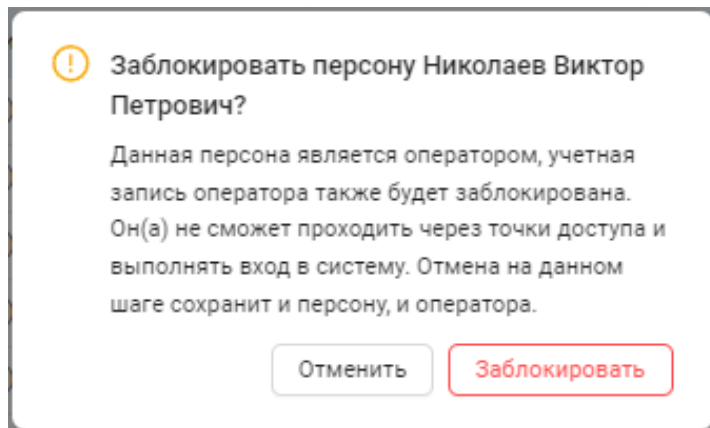 Заблокировать персону Николаев Виктор
Петрович?
Данная персона является оператором, учетная
запись оператора также будет заблокирована.
Он(а) не сможет проходить через точки доступа и
выполнять вход в систему. Отмена на данном
шаге сохранит и персону, и оператора.
Отменить
Заблокировать